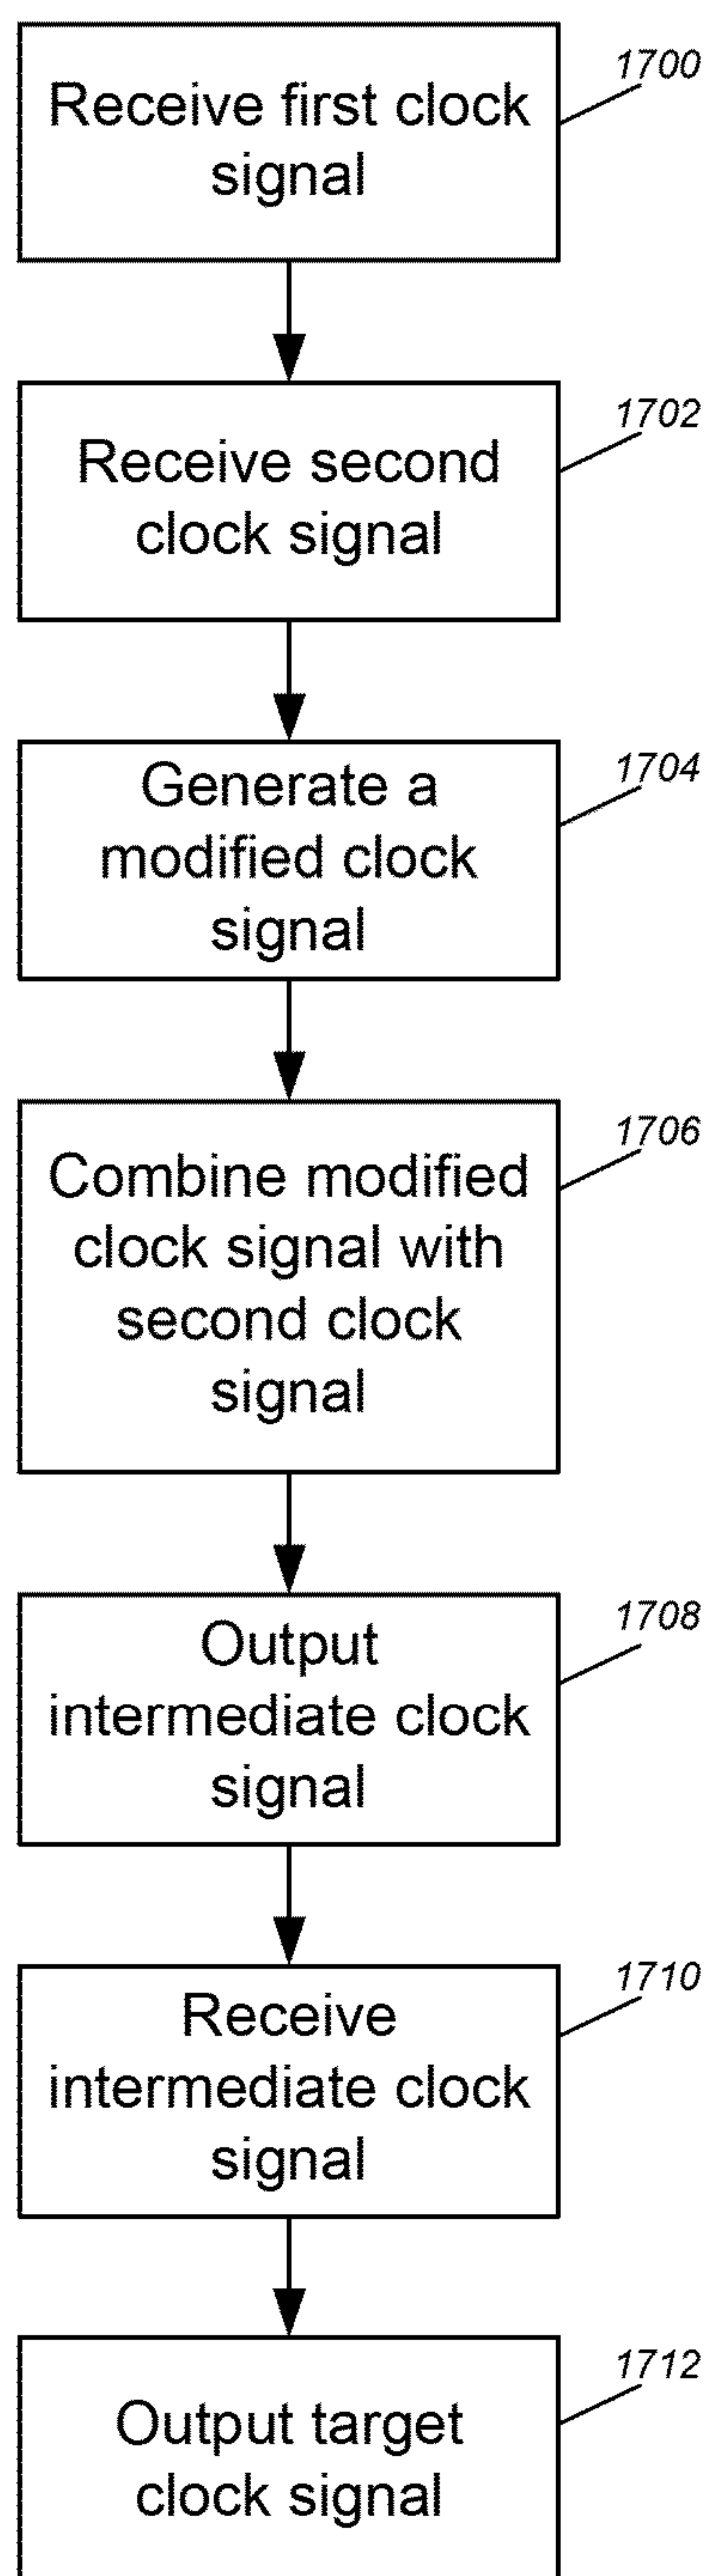 1700
Receive first clock
signal
1702
Receive second
clock signal
1704
Generate a
modified clock
signal
1706
Combine modified
clock signal with
second clock
signal
1708
Output
intermediate clock
signal
1710
Receive
intermediate clock
signal
1712
Output target
clock signal